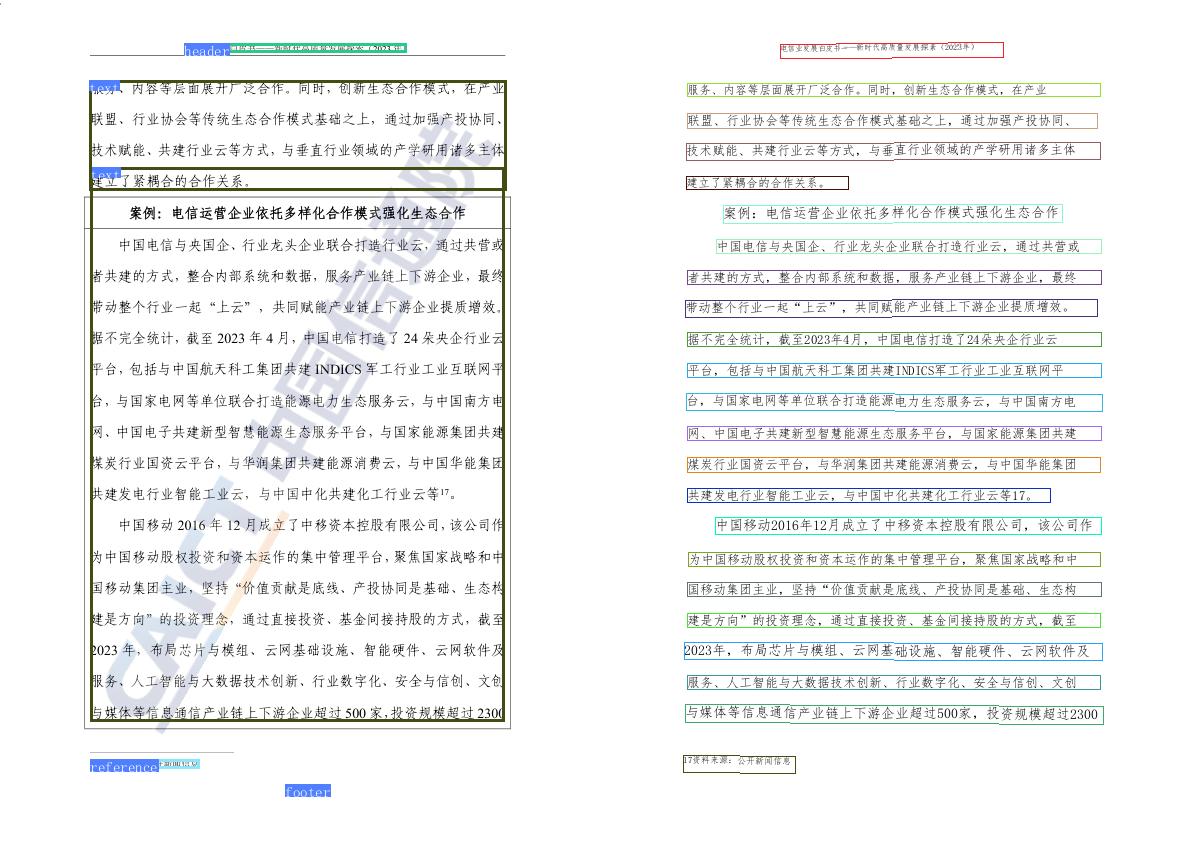 header
text
服务、内容等层面展开广泛合作。同时，创新生态合作模式，在产业
联盟、行业协会等传统生态合作模式基础之上，通过加强产投协同、
技术赋能、共建行业云等方式，与垂直行业领域的产学研用诸多主体
text
建立了紧耦合的合作关系。
案例：电信运营企业依托多样化合作模式强化生态合作
中国电信与央国企、行业龙头企业联合打造行业云，通过共营或
者共建的方式，整合内部系统和数据，服务产业链上下游企业，最终
带动整个行业一起“上云”，共同赋能产业链上下游企业提质增效。
据不完全统计，截至 2023 年 4 月，中国电信打造了 24 朵央企行业云
平台，包括与中国航天科工集团共建 INDICS 军工行业工业互联网平
台，与国家电网等单位联合打造能源电力生态服务云，与中国南方电
网、中国电子共建新型智慧能源生态服务平台，与国家能源集团共建
煤炭行业国资云平台，与华润集团共建能源消费云，与中国华能集团
共建发电行业智能工业云，与中国中化共建化工行业云等17。
中国移动 2016 年 12 月成立了中移资本控股有限公司，该公司作
为中国移动股权投资和资本运作的集中管理平台，聚焦国家战略和中
国移动集团主业，坚持“价值贡献是底线、产投协同是基础、生态构
建是方向”的投资理念，通过直接投资、基金间接持股的方式，截至
2023 年，布局芯片与模组、云网基础设施、智能硬件、云网软件及
服务、人工智能与大数据技术创新、行业数字化、安全与信创、文创
与媒体等信息通信产业链上下游企业超过 500 家，投资规模超过 2300
reference
footer
CAICT 中国信通院
电信业发展白皮书——新时代高质量发展探索（2023年）
服务、内容等层面展开广泛合作。同时，创新生态合作模式，在产业
联盟、行业协会等传统生态合作模式基础之上，通过加强产投协同、
技术赋能、共建行业云等方式，与垂直行业领域的产学研用诸多主体
建立了紧耦合的合作关系。
案例：电信运营企业依托多样化合作模式强化生态合作
中国电信与央国企、行业龙头企业联合打造行业云，通过共营或
者共建的方式，整合内部系统和数据，服务产业链上下游企业，最终
带动整个行业一起“上云”，共同赋能产业链上下游企业提质增效。
据不完全统计，截至2023年4月，中国电信打造了24朵央企行业云
平台，包括与中国航天科工集团共建INDICS军工行业工业互联网平
台，与国家电网等单位联合打造能源电力生态服务云，与中国南方电
网、中国电子共建新型智慧能源生态服务平台，与国家能源集团共建
煤炭行业国资云平台，与华润集团共建能源消费云，与中国华能集团
共建发电行业智能工业云，与中国中化共建化工行业云等17。
中国移动2016年12月成立了中移资本控股有限公司，该公司作
为中国移动股权投资和资本运作的集中管理平台，聚焦国家战略和中
国移动集团主业，坚持“价值贡献是底线、产投协同是基础、生态构
建是方向”的投资理念，通过直接投资、基金间接持股的方式，截至
2023年，布局芯片与模组、云网基础设施、智能硬件、云网软件及
服务、人工智能与大数据技术创新、行业数字化、安全与信创、文创
与媒体等信息通信产业链上下游企业超过500家，投资规模超过2300
17资料来源：公开新闻信息